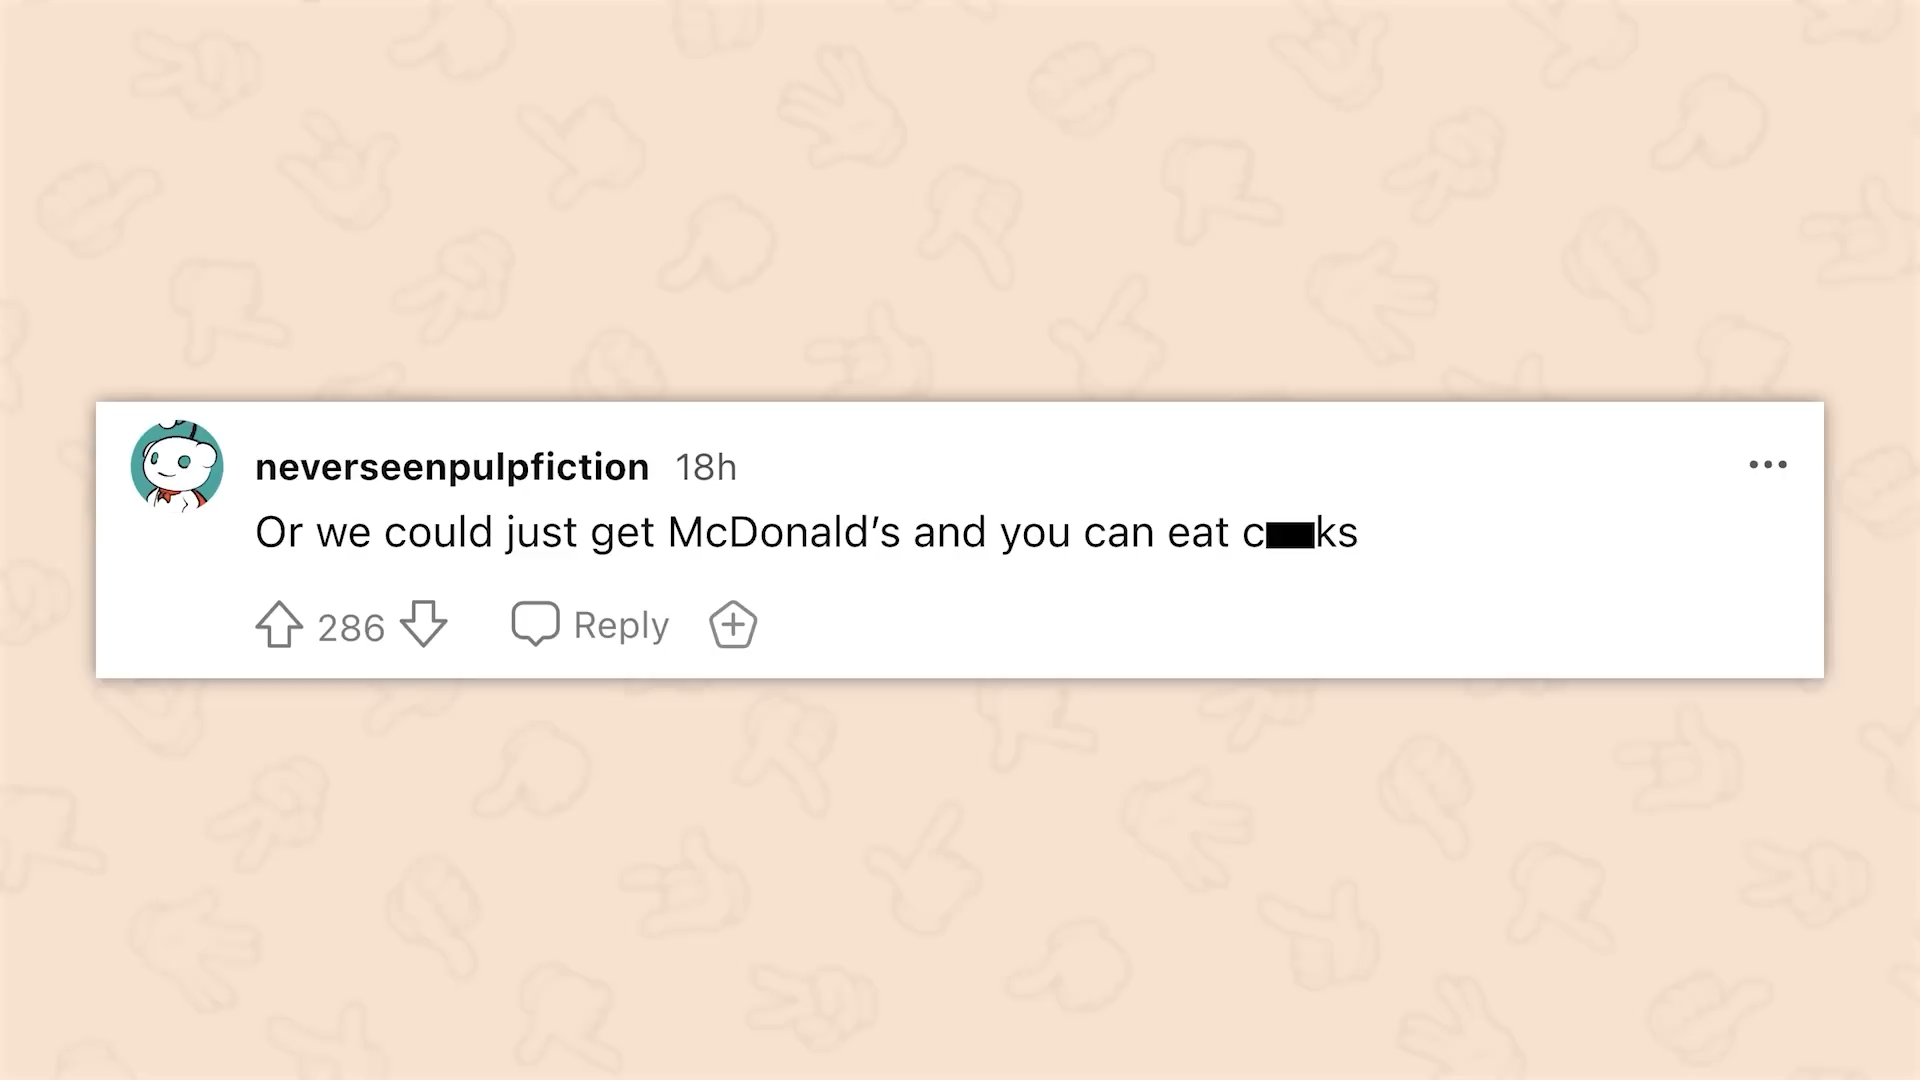 neverseenpulpfiction 18h
Or we could just get McDonald's and you can eat c██ks
286 Reply